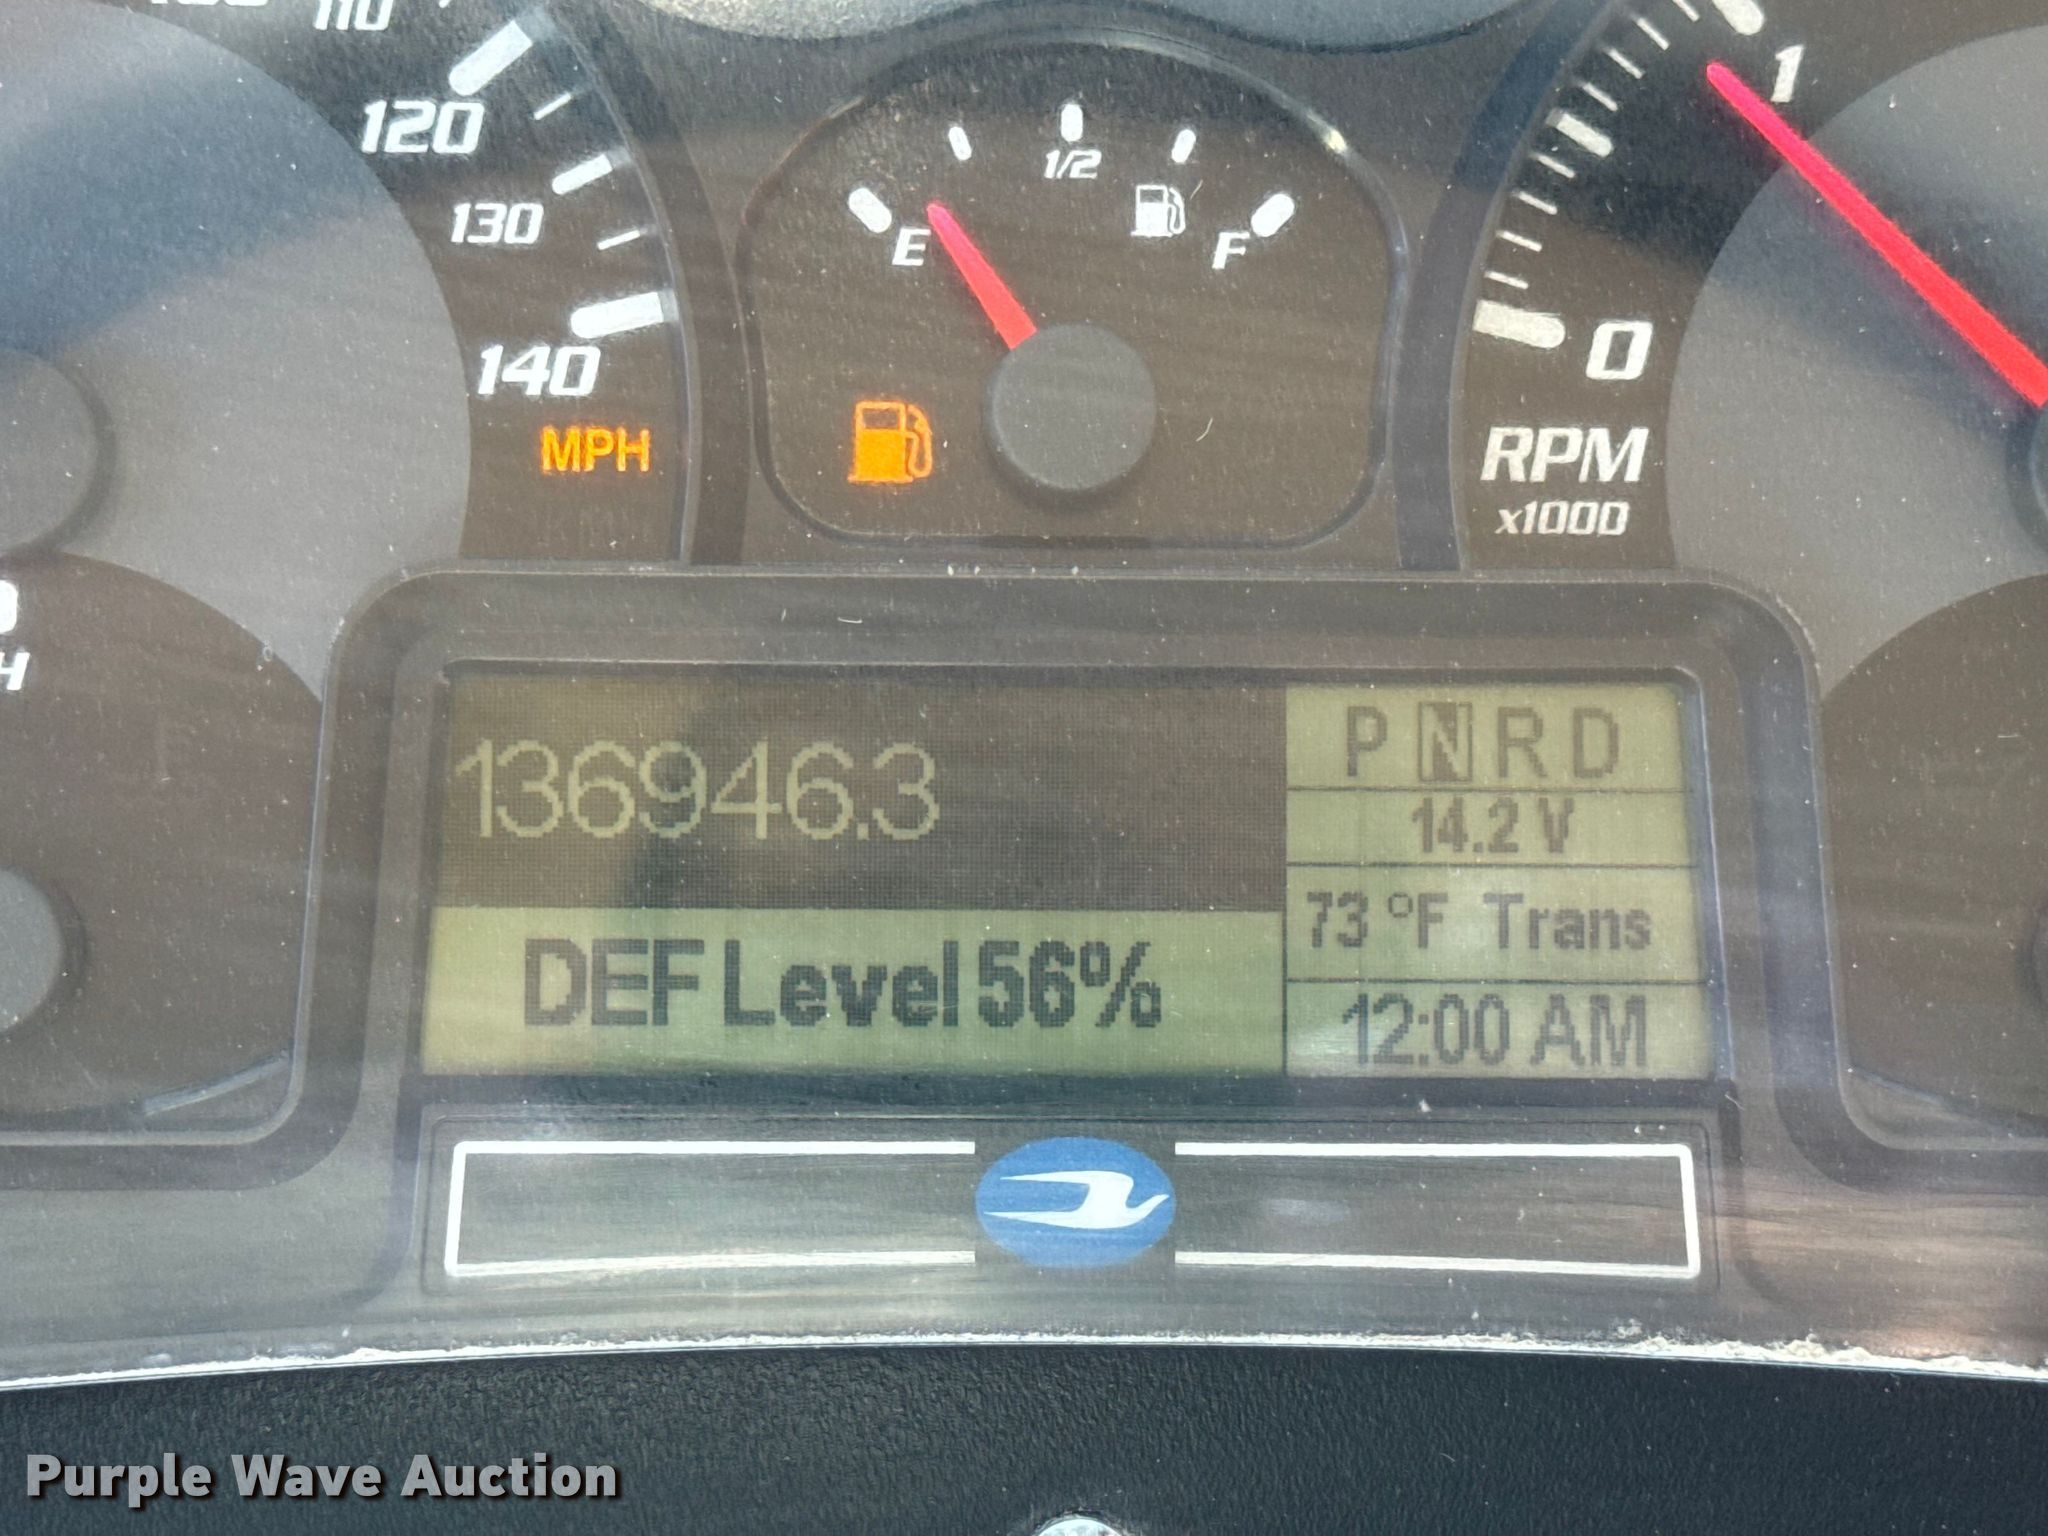 110
120
130
140
MPH
E
1/2
F
1
0
RPM
x1000
H
136946.3
DEF Level 56%
P N R D
14.2 V
73 °F Trans
12:00 AM
Purple Wave Auction